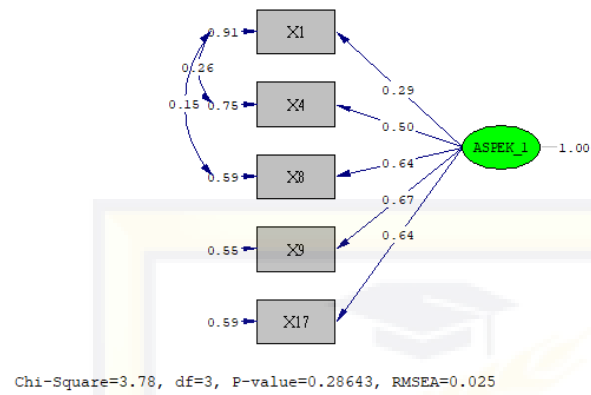 0.91 X1
0.26 0.29
0.15 0.75 X4 0.50
ASPEK_1 1.00
0.59 X8 0.64
0.67
0.55 X9 0.64
0.59 X17
Chi-Square=3.78, df=3, P-value=0.28643, RMSEA=0.025